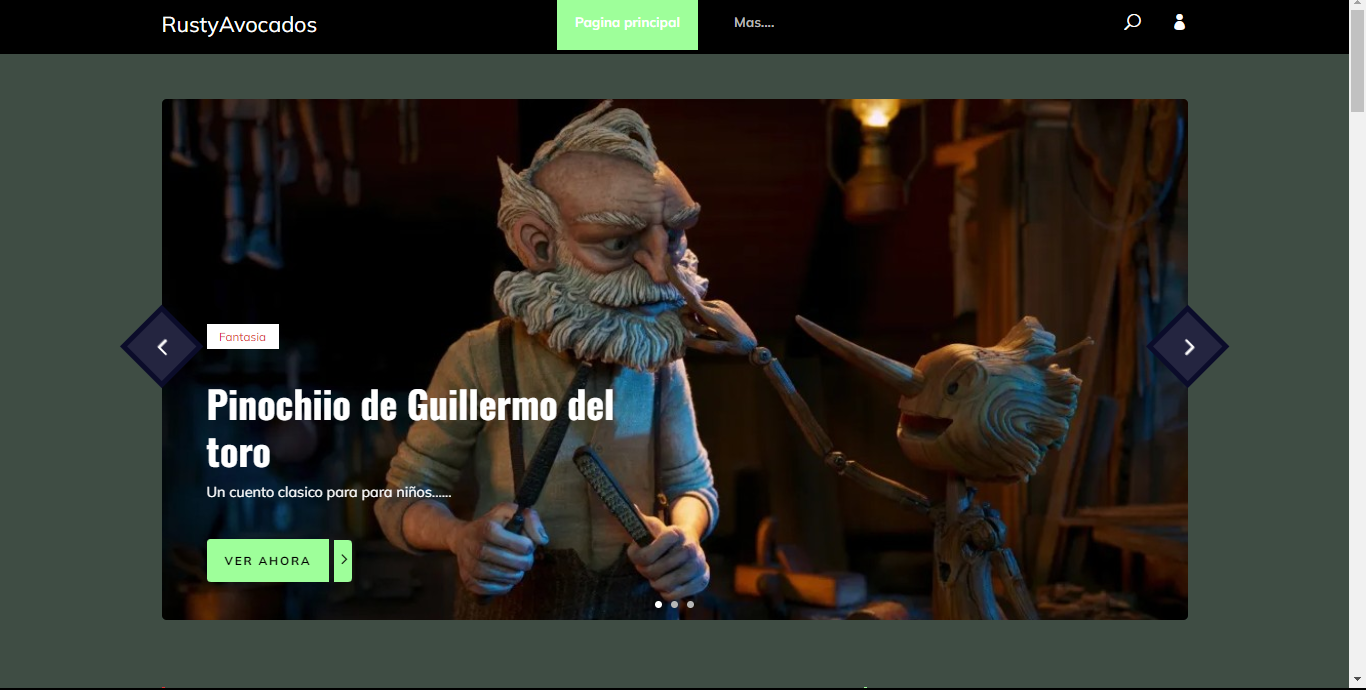 RustyAvocados
Pagina principal
Mas....
Fantasia
Pinochiio de Guillermo del
toro
Un cuento clasico para para niños......
VER AHORA